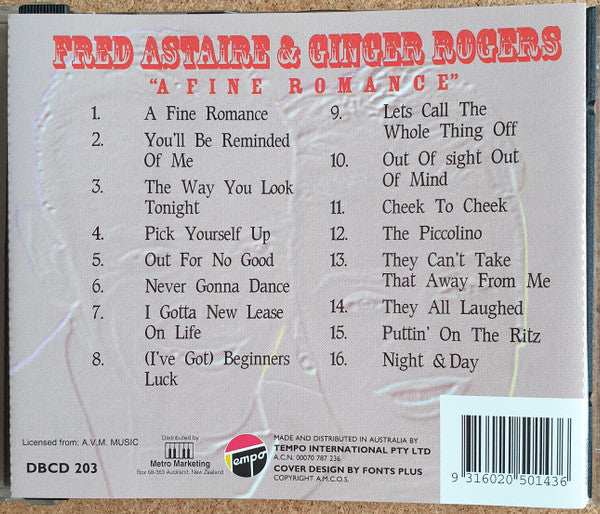 FRED ASTAIRE & GINGER ROGERS
"A FINE ROMANCE"
1. A Fine Romance
2. You'll Be Reminded
Of Me
3. The Way You Look
Tonight
4. Pick Yourself Up
5. Out For No Good
6. Never Gonna Dance
7. I Gotta New Lease
On Life
8. (I've Got) Beginners
Luck
9. Lets Call The
Whole Thing Off
10. Out Of sight Out
Of Mind
11. Cheek To Cheek
12. The Piccolino
13. They Can't Take
That Away From Me
14. They All Laughed
15. Puttin' On The Ritz
16. Night & Day
Licensed from: A.V.M. MUSIC
DBCD 203
Distributed by
Metro Marketing
Box 68-365 Auckland, New Zealand
Tempo
MADE AND DISTRIBUTED IN AUSTRALIA BY
TEMPO INTERNATIONAL PTY LTD
A.C.N. 00070 787 236
COVER DESIGN BY FONTS PLUS
COPYRIGHT A.M.C.O.S.
9 316020 501436